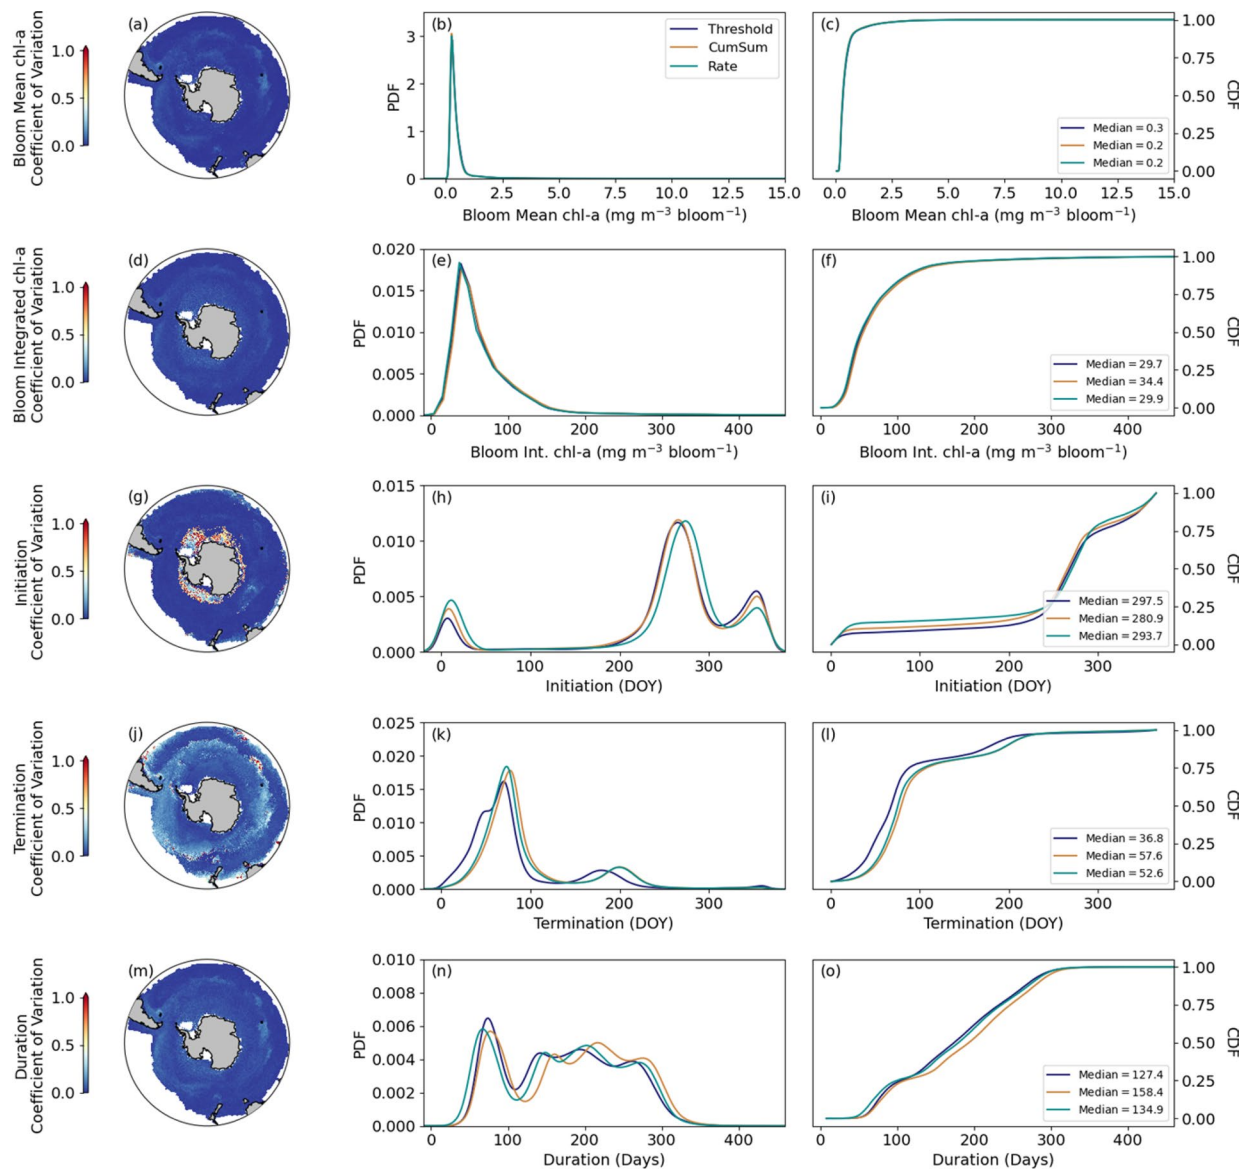 Bloom Mean chl-a
Coefficient of Variation
1.0
0.5
0.0
(a)
(b)
Threshold
CumSum
Rate
PDF
3
2
1
0
0.0 2.5 5.0 7.5 10.0 12.5 15.0
Bloom Mean chl-a (mg m⁻³ bloom⁻¹)
(c)
Median = 0.3
Median = 0.2
Median = 0.2
1.00
0.75
0.50
0.25
0.00
CDF
0.0 2.5 5.0 7.5 10.0 12.5 15.0
Bloom Mean chl-a (mg m⁻³ bloom⁻¹)
Bloom Integrated chl-a
Coefficient of Variation
1.0
0.5
0.0
(d)
(e)
PDF
0.020
0.015
0.010
0.005
0.000
0 100 200 300 400
Bloom Int. chl-a (mg m⁻³ bloom⁻¹)
(f)
Median = 29.7
Median = 34.4
Median = 29.9
1.00
0.75
0.50
0.25
0.00
CDF
0 100 200 300 400
Bloom Int. chl-a (mg m⁻³ bloom⁻¹)
Initiation
Coefficient of Variation
1.0
0.5
0.0
(g)
(h)
PDF
0.015
0.010
0.005
0.000
0 100 200 300
Initiation (DOY)
(i)
Median = 297.5
Median = 280.9
Median = 293.7
1.00
0.75
0.50
0.25
0.00
CDF
0 100 200 300
Initiation (DOY)
Termination
Coefficient of Variation
1.0
0.5
0.0
(j)
(k)
PDF
0.025
0.020
0.015
0.010
0.005
0.000
0 100 200 300
Termination (DOY)
(l)
Median = 36.8
Median = 57.6
Median = 52.6
1.00
0.75
0.50
0.25
0.00
CDF
0 100 200 300
Termination (DOY)
Duration
Coefficient of Variation
1.0
0.5
0.0
(m)
(n)
PDF
0.010
0.008
0.006
0.004
0.002
0.000
0 100 200 300 400
Duration (Days)
(o)
Median = 127.4
Median = 158.4
Median = 134.9
1.00
0.75
0.50
0.25
0.00
CDF
0 100 200 300 400
Duration (Days)